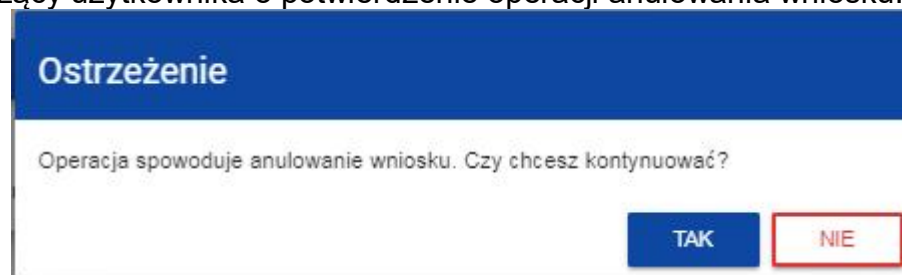 użytkownika o potwierdzenie operacji anulowania wniosku.
Ostrzeżenie
Operacja spowoduje anulowanie wniosku. Czy chcesz kontynuować?
TAK
NIE